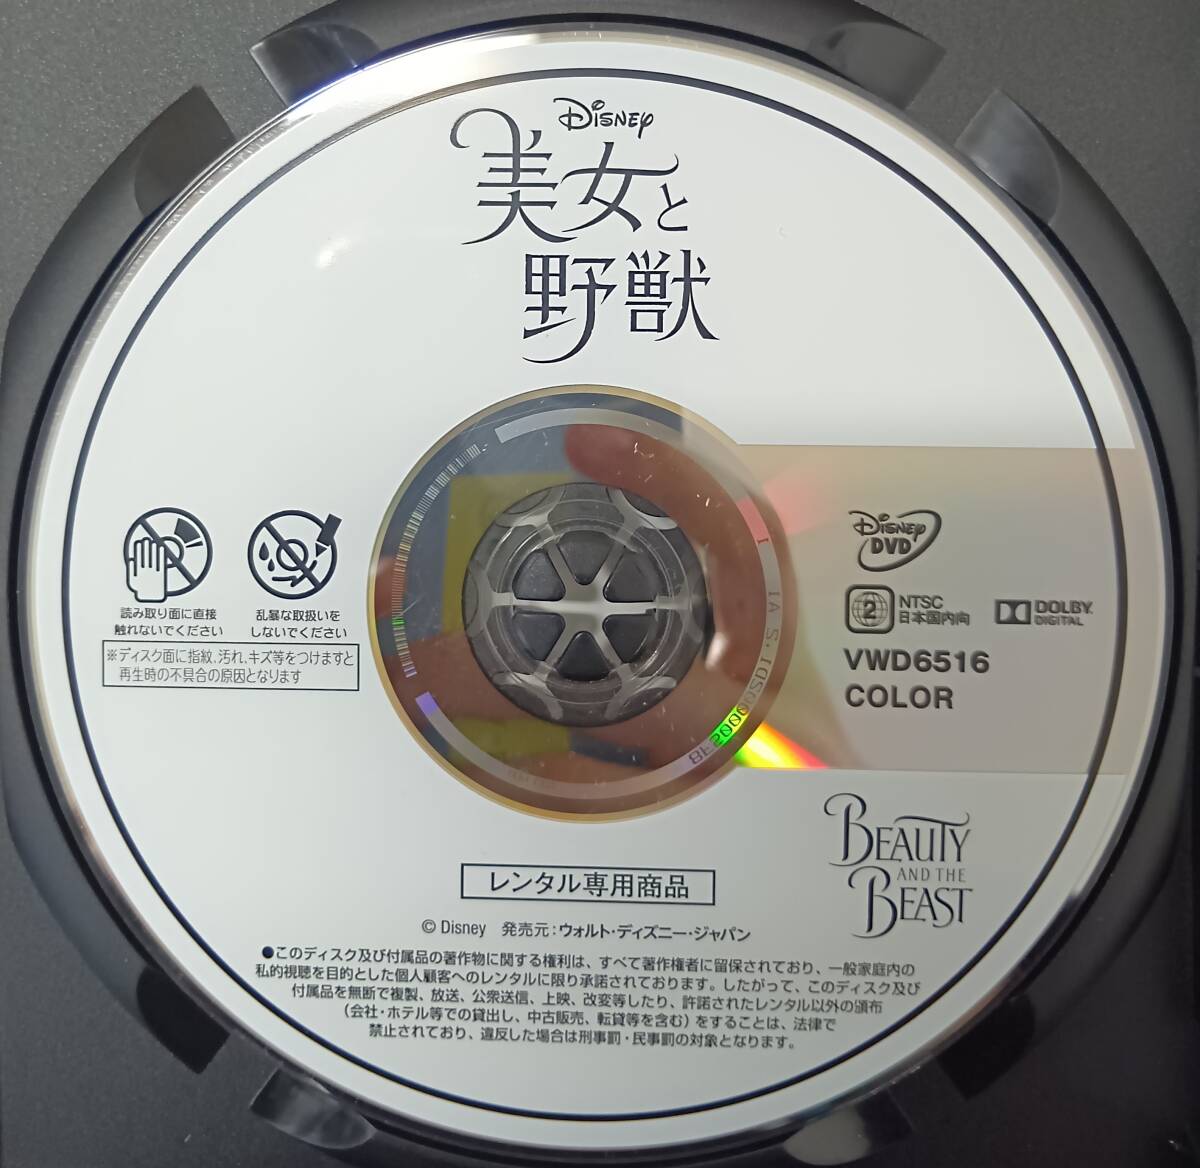 Disney
美女と
野獣
読み取り面に直接
触れないでください
乱暴な取扱いを
しないでください
※ディスク面に指紋、汚れ、キズ等をつけますと
再生時の不具合の原因となります
Disney
DVD
2
NTSC
日本国内向
DOLBY
DIGITAL
VWD6516
COLOR
BEAUTY
AND THE
BEAST
レンタル専用商品
© Disney 発売元：ウォルト・ディズニー・ジャパン
●このディスク及び付属品の著作物に関する権利は、すべて著作権者に留保されており、一般家庭内の
私的視聴を目的とした個人顧客へのレンタルに限り承諾されております。したがって、このディスク及び
付属品を無断で複製、放送、公衆送信、上映、改変等したり、許諾されたレンタル以外の頒布
（会社・ホテル等での貸出し、中古販売、転貸等を含む）をすることは、法律で
禁止されており、違反した場合は刑事罰・民事罰の対象となります。